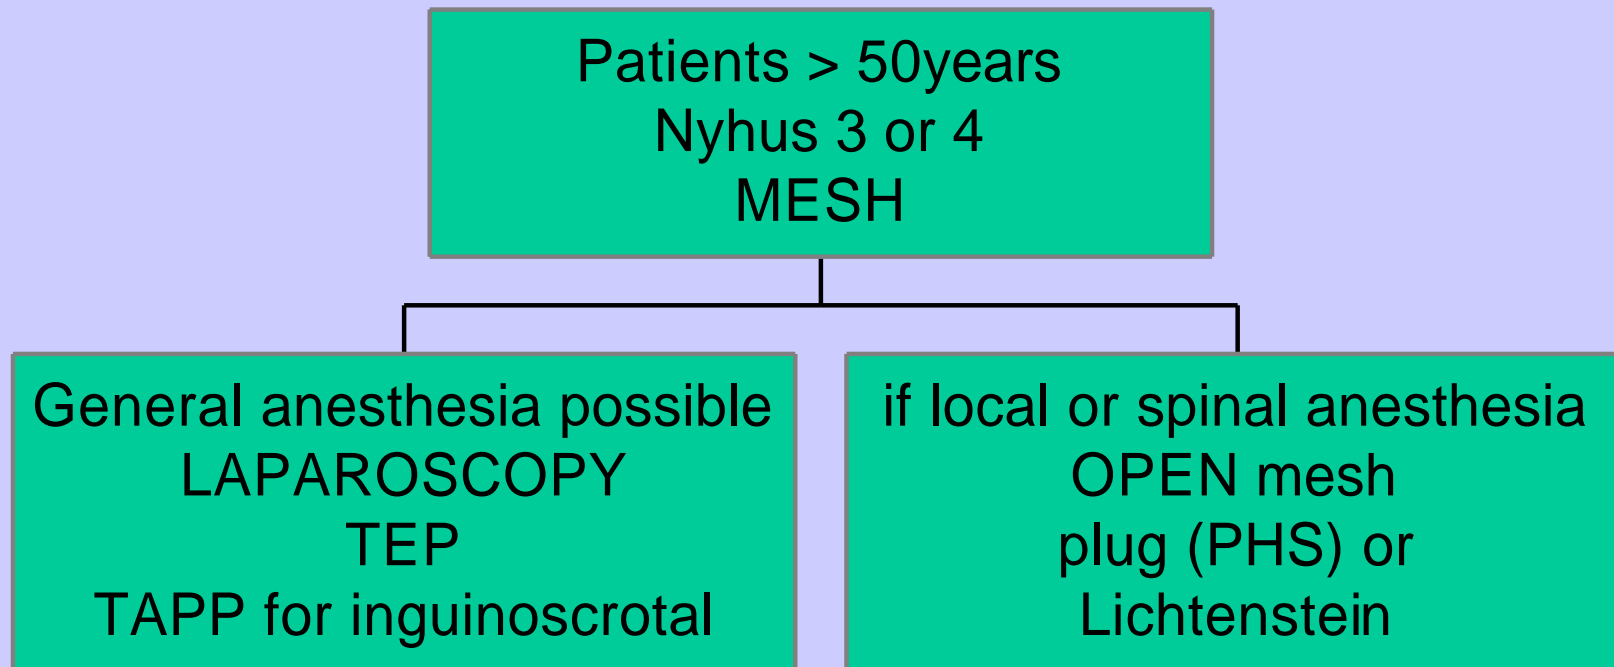 Patients > 50years
Nyhus 3 or 4
MESH
General anesthesia possible
LAPAROSCOPY
TEP
TAPP for inguinoscrotal
if local or spinal anesthesia
OPEN mesh
plug (PHS) or
Lichtenstein